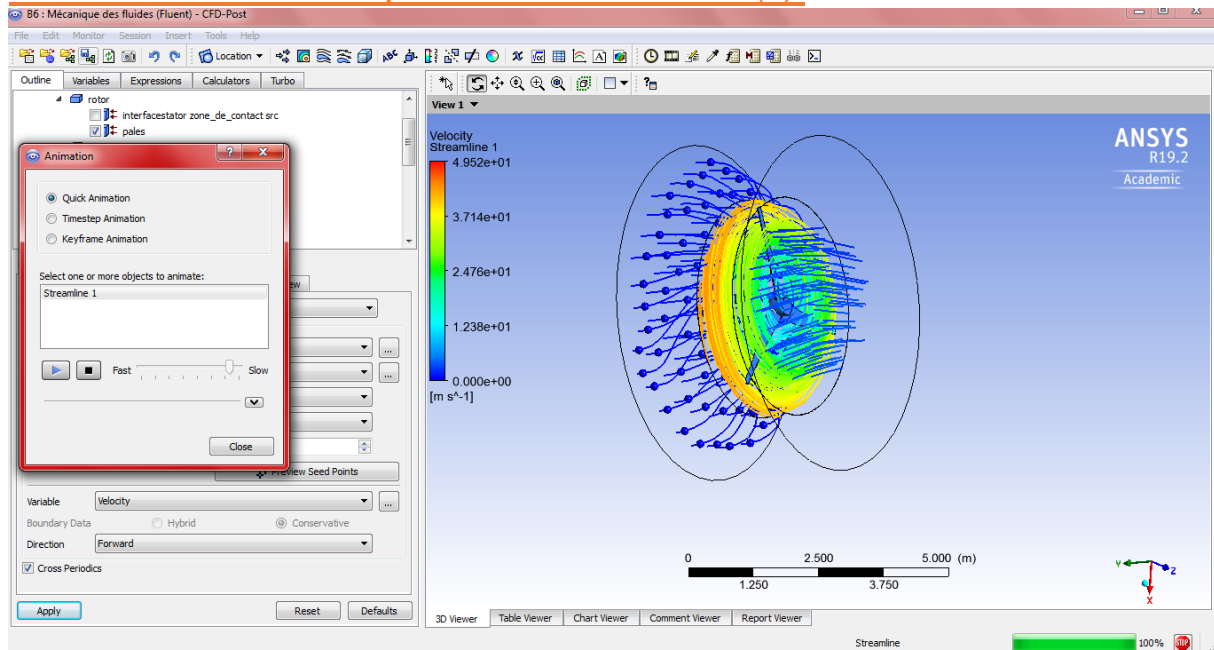 B6 : Mécanique des fluides (Fluent) - CFD-Post
File Edit Monitor Session Insert Tools Help
Location
Outline Variables Expressions Calculators Turbo
rotor
interfacestator zone_de_contact src
pales
Animation
Quick Animation
Timestep Animation
Keyframe Animation
Select one or more objects to animate:
Streamline 1
Fast Slow
Close
Preview Seed Points
Variable Velocity
Boundary Data Hybrid Conservative
Direction Forward
Cross Periodics
Apply Reset Defaults
View 1
Velocity
Streamline 1
4.952e+01
3.714e+01
2.476e+01
1.238e+01
0.000e+00
[m s^-1]
ANSYS
R19.2
Academic
0 2.500 5.000 (m)
1.250 3.750
Y Z
X
3D Viewer Table Viewer Chart Viewer Comment Viewer Report Viewer
Streamline 100% STOP